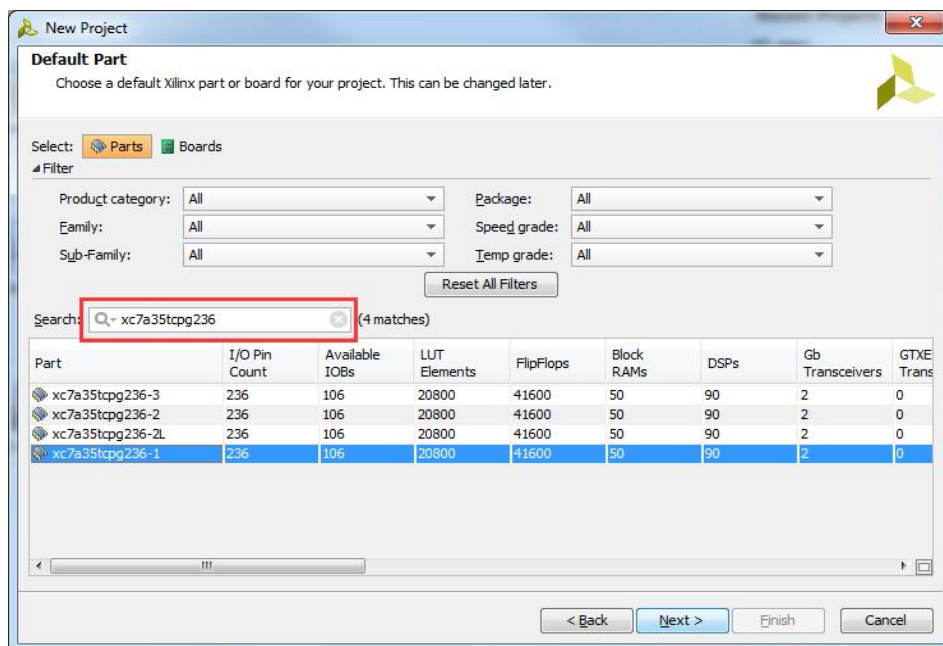 New Project
Default Part
Choose a default Xilinx part or board for your project. This can be changed later.
Select: Parts Boards
Filter
Product category: All Package: All
Family: All Speed grade: All
Sub-Family: All Temp grade: All
Reset All Filters
Search: xc7a35tcpg236 (4 matches)
Part I/O Pin Count Available IOBs LUT Elements FlipFlops Block RAMs DSPs Gb Transceivers GTXE Trans
xc7a35tcpg236-3 236 106 20800 41600 50 90 2 0
xc7a35tcpg236-2 236 106 20800 41600 50 90 2 0
xc7a35tcpg236-2L 236 106 20800 41600 50 90 2 0
xc7a35tcpg236-1 236 106 20800 41600 50 90 2 0
< Back Next > Finish Cancel